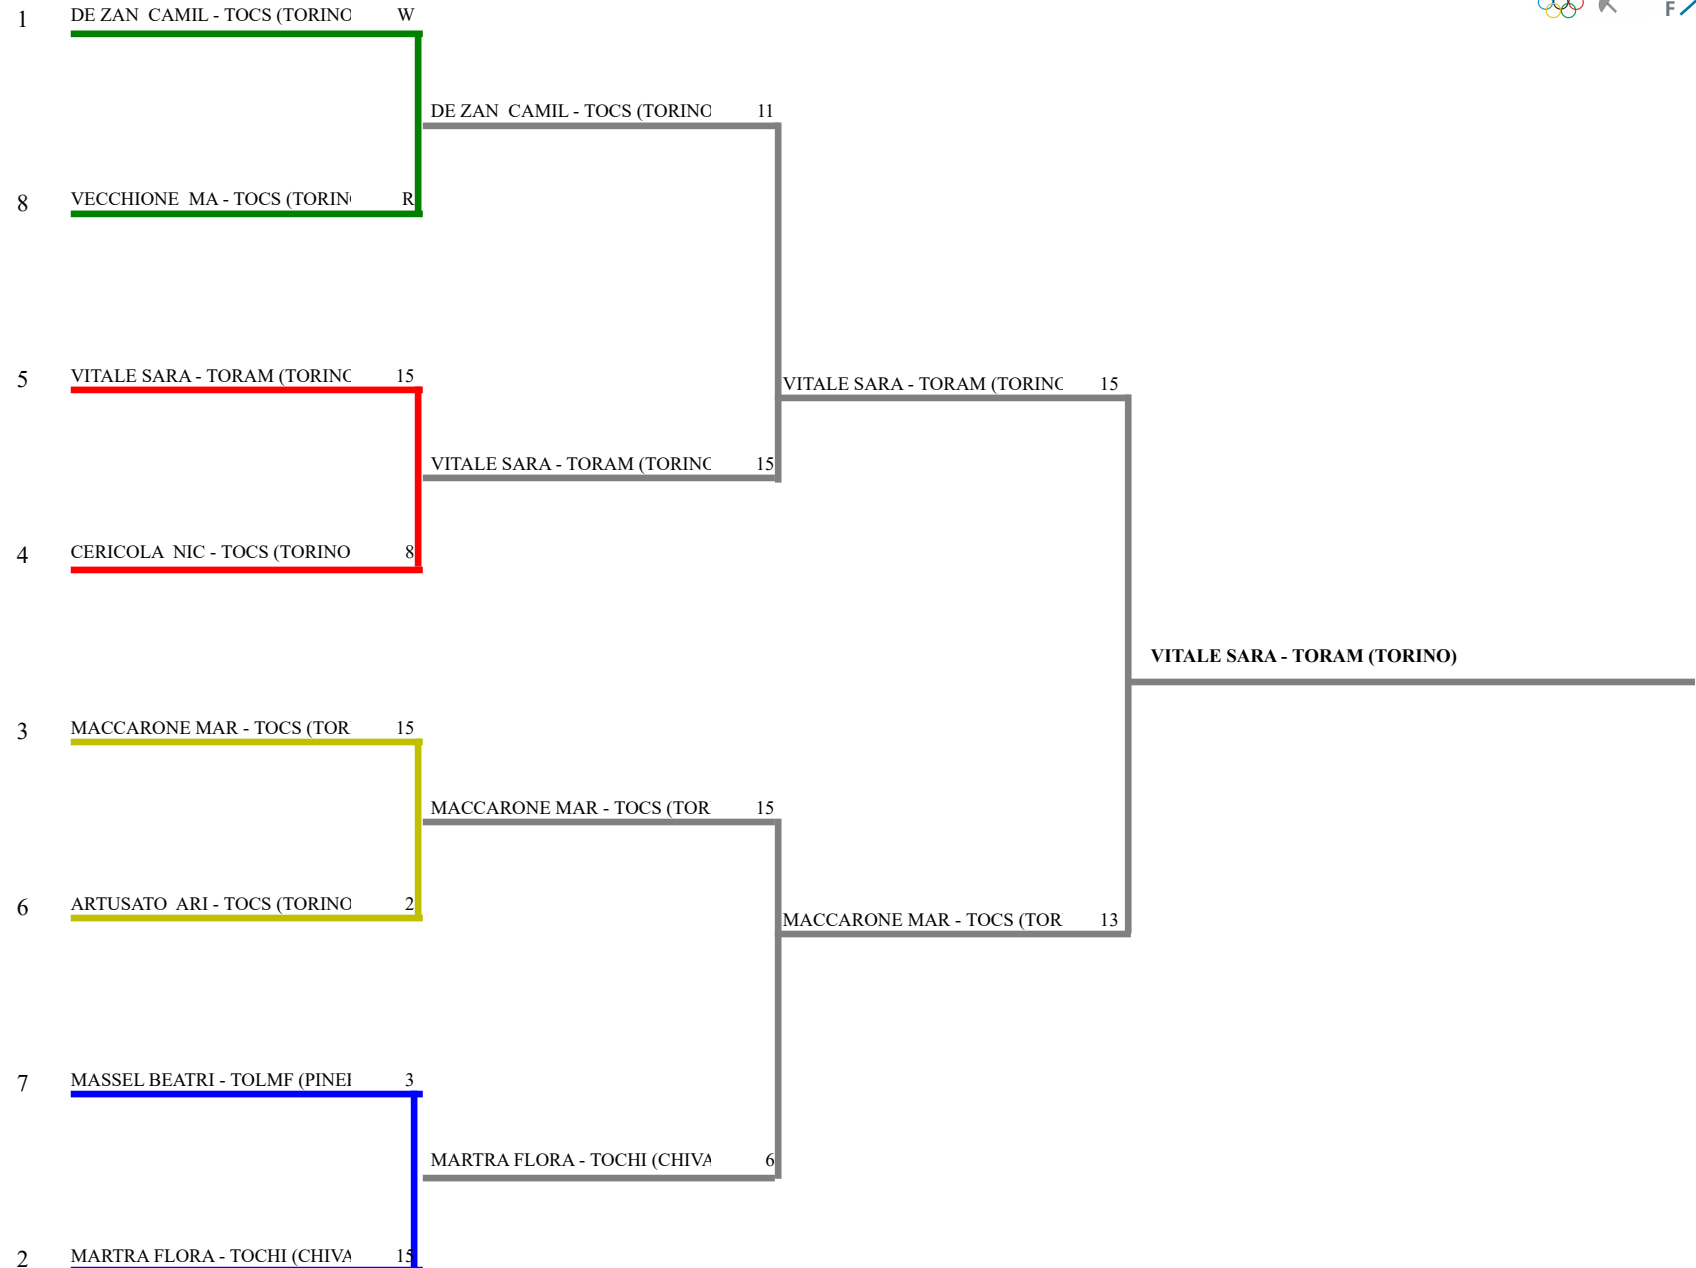 1 DE ZAN CAMIL - TOCS (TORINO W
F
DE ZAN CAMIL - TOCS (TORINO 11
8 VECCHIONE MA - TOCS (TORIN R
5 VITALE SARA - TORAM (TORINO 15
VITALE SARA - TORAM (TORINO 15
VITALE SARA - TORAM (TORINO 15
4 CERICOLA NIC - TOCS (TORINO 8
VITALE SARA - TORAM (TORINO)
3 MACCARONE MAR - TOCS (TOR 15
MACCARONE MAR - TOCS (TOR 15
6 ARTUSATO ARI - TOCS (TORINO 2
MACCARONE MAR - TOCS (TOR 13
7 MASSEL BEATRI - TOLMF (PINE 3
MARTRA FLORA - TOCHI (CHIVA 6
2 MARTRA FLORA - TOCHI (CHIVA 15